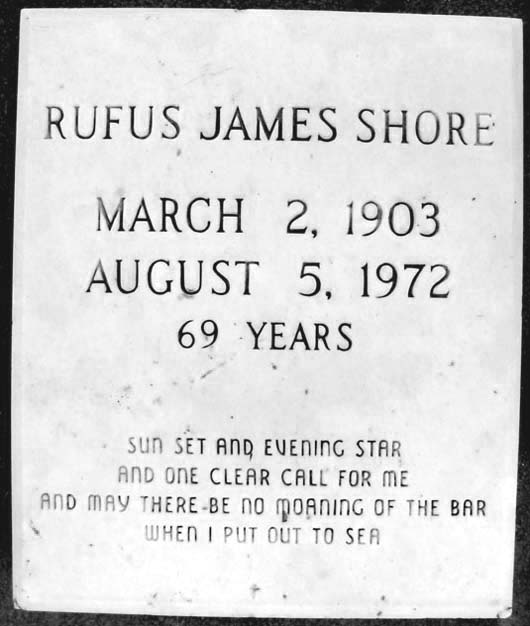 RUFUS JAMES SHORE
MARCH 2, 1903
AUGUST 5, 1972
69 YEARS
SUN SET AND EVENING STAR
AND ONE CLEAR CALL FOR ME
AND MAY THERE BE NO MOANING OF THE BAR
WHEN I PUT OUT TO SEA